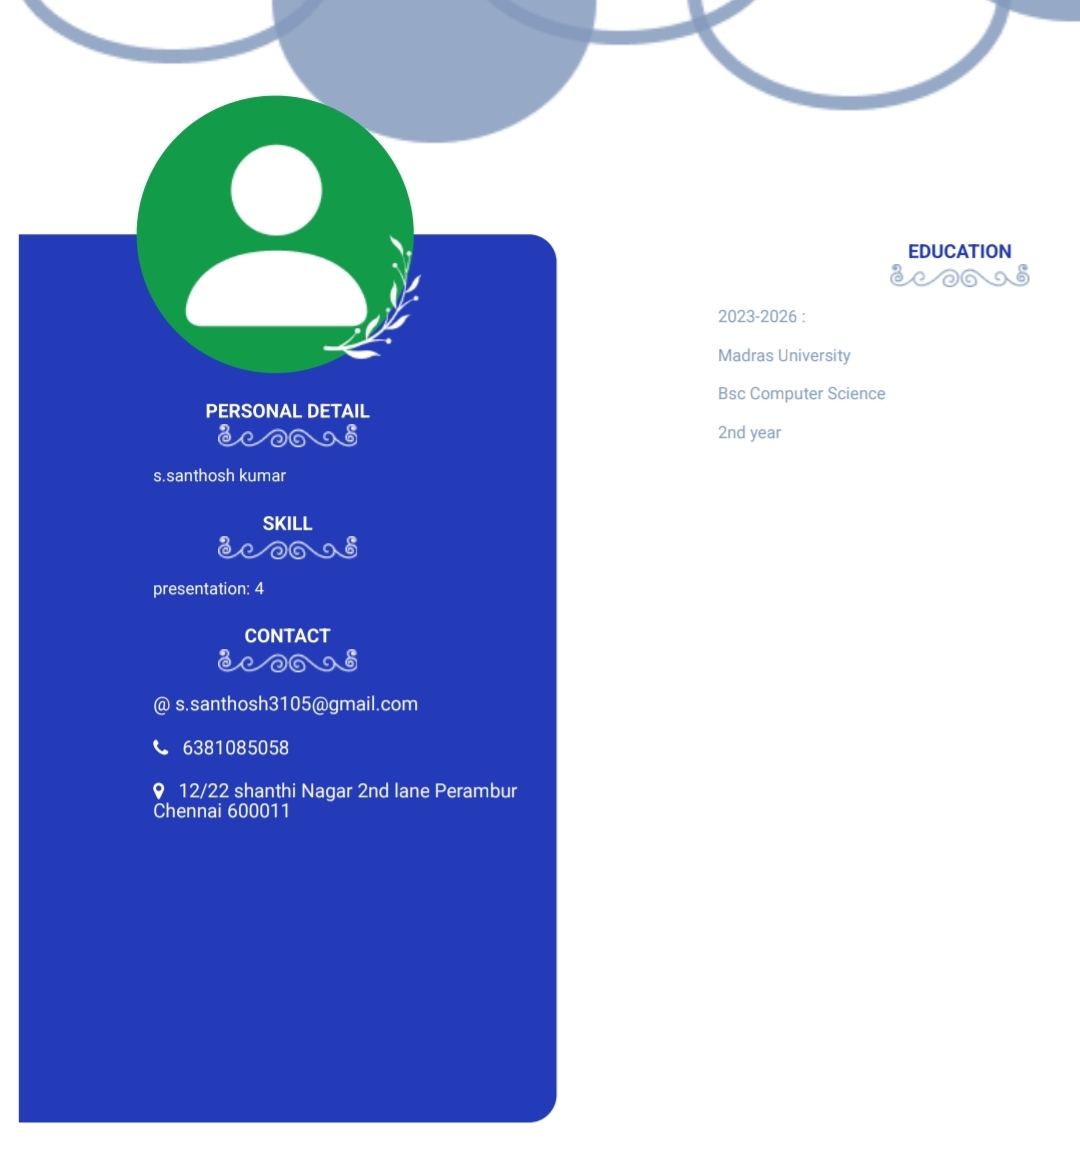 PERSONAL DETAIL
s.santhosh kumar
SKILL
presentation: 4
CONTACT
@ s.santhosh3105@gmail.com
6381085058
12/22 shanthi Nagar 2nd lane Perambur
Chennai 600011
EDUCATION
2023-2026 :
Madras University
Bsc Computer Science
2nd year